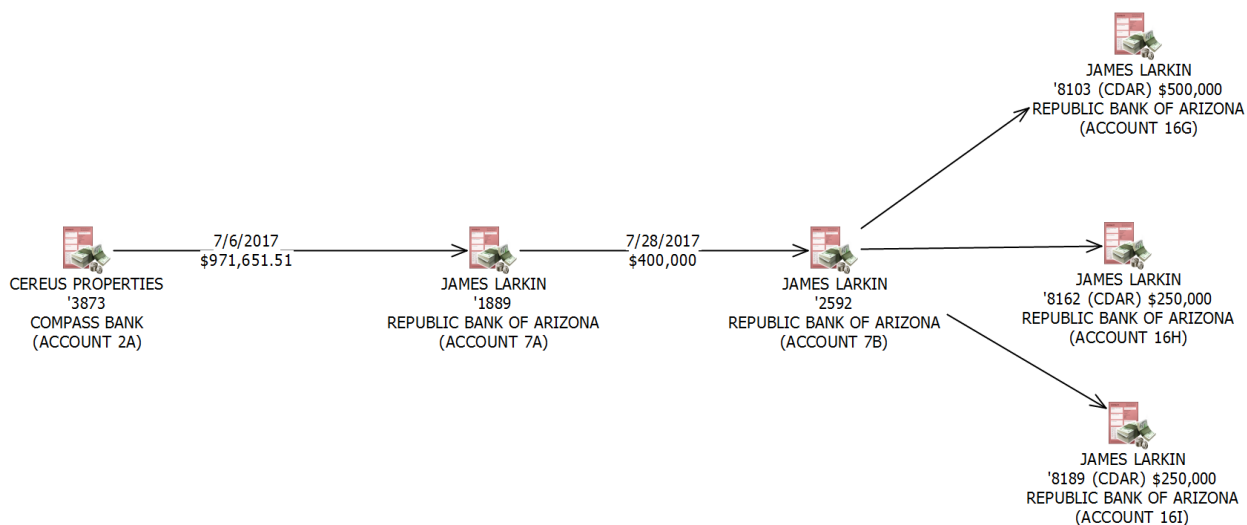 JAMES LARKIN
'8103 (CDAR) $500,000
REPUBLIC BANK OF ARIZONA
(ACCOUNT 16G)
7/6/2017
$971,651.51
7/28/2017
$400,000
CEREUS PROPERTIES
'3873
COMPASS BANK
(ACCOUNT 2A)
JAMES LARKIN
'1889
REPUBLIC BANK OF ARIZONA
(ACCOUNT 7A)
JAMES LARKIN
'2592
REPUBLIC BANK OF ARIZONA
(ACCOUNT 7B)
JAMES LARKIN
'8162 (CDAR) $250,000
REPUBLIC BANK OF ARIZONA
(ACCOUNT 16H)
JAMES LARKIN
'8189 (CDAR) $250,000
REPUBLIC BANK OF ARIZONA
(ACCOUNT 16I)